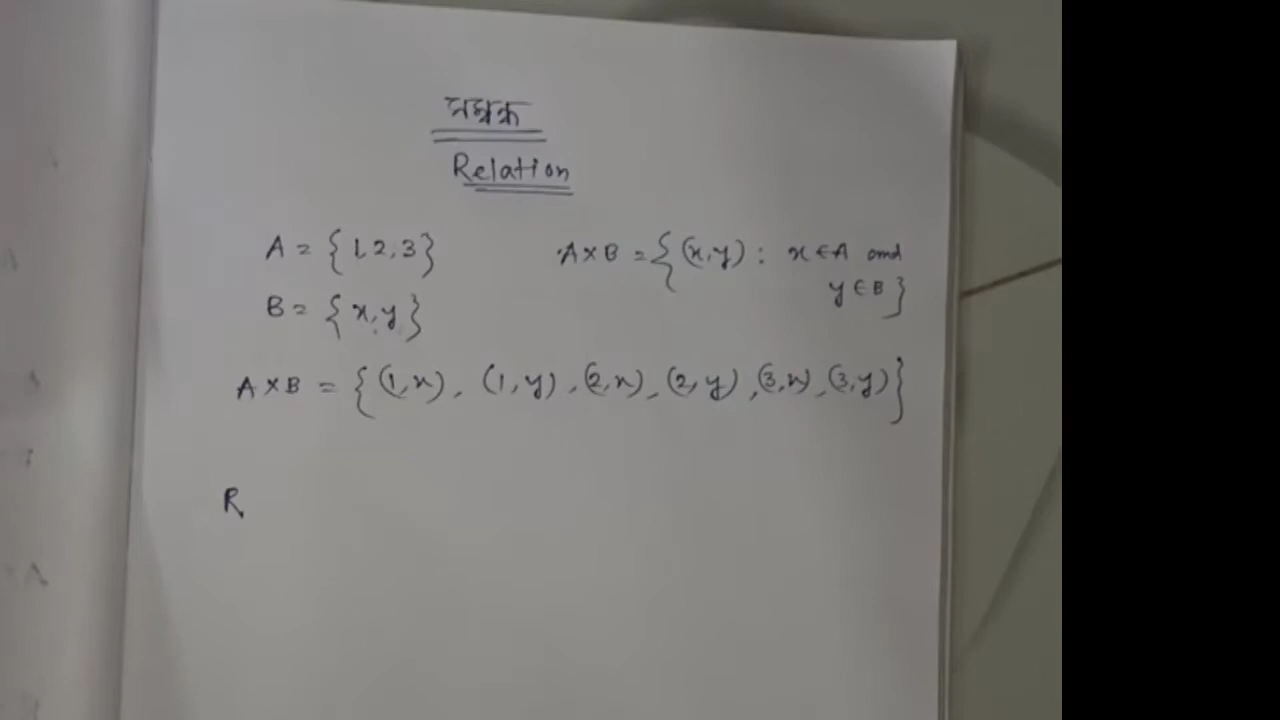 সম্বন্ধ
Relation
A = {1, 2, 3}
A × B = {(x, y) : x ∈ A and
y ∈ B}
B = {x, y}
A × B = {(1, x), (1, y), (2, x), (2, y), (3, x), (3, y)}
R